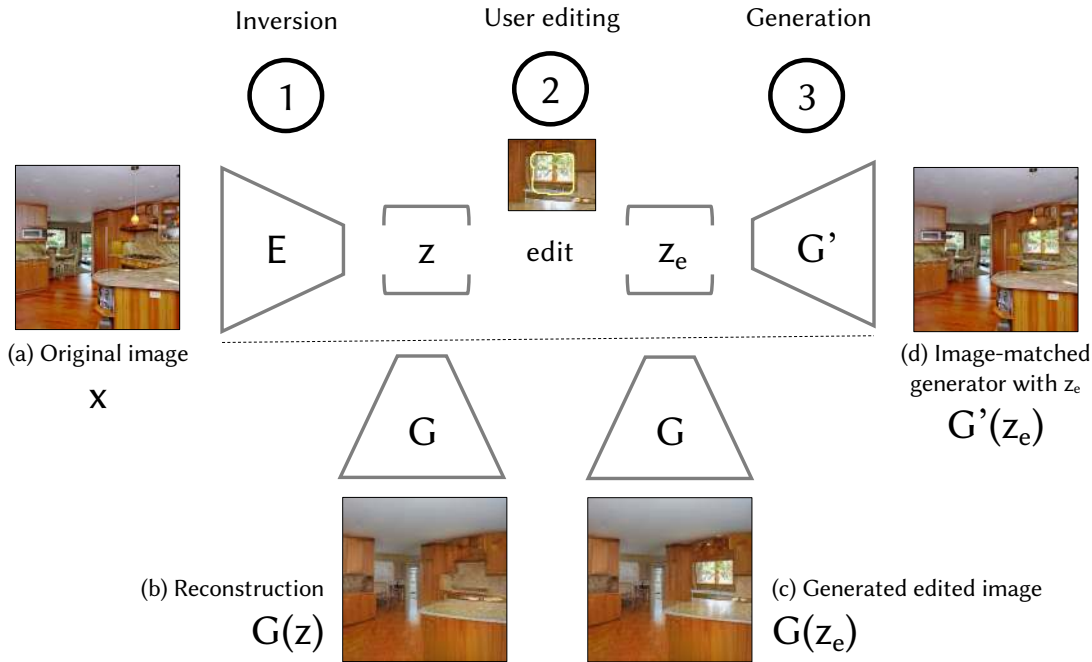 Inversion
User editing
Generation
1
2
3
E
z
edit
zₑ
G’
(a) Original image
x
(d) Image-matched
generator with zₑ
G’(zₑ)
G
G
(b) Reconstruction
G(z)
(c) Generated edited image
G(zₑ)